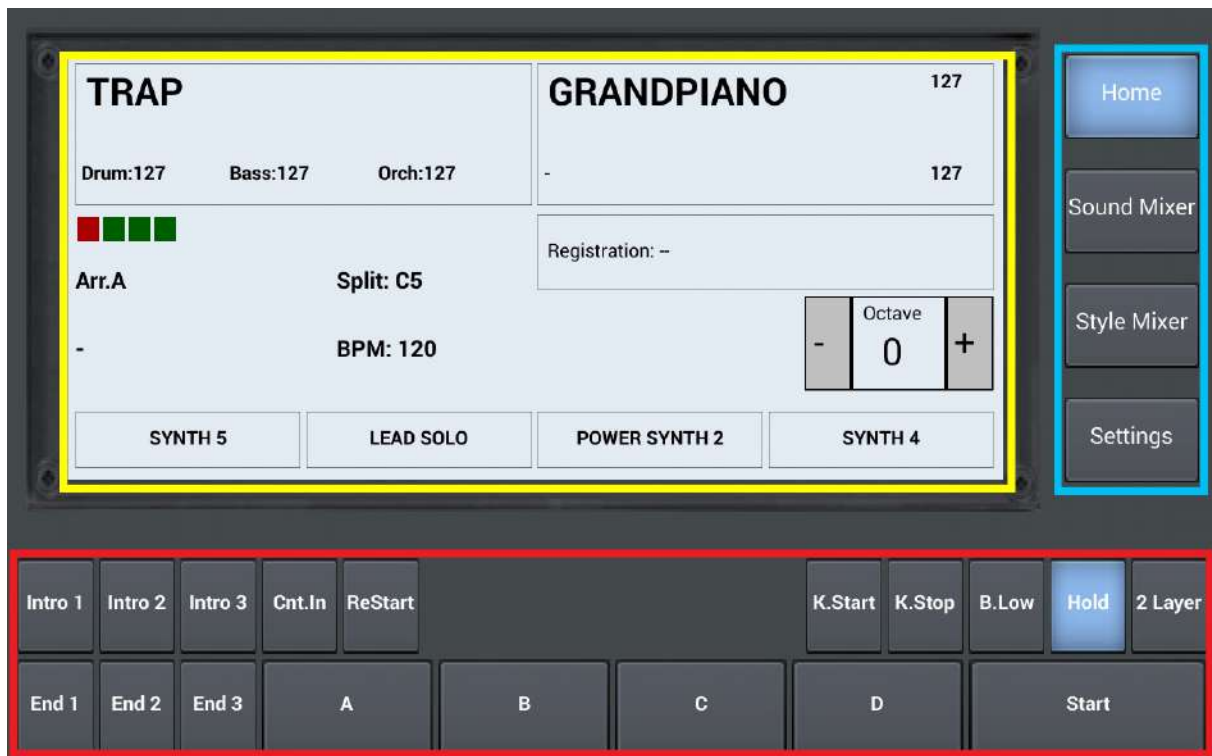 TRAP
Drum:127 Bass:127 Orch:127
GRANDPIANO 127
- 127
Arr.A Split: C5
- BPM: 120
Registration: --
Octave
- 0 +
SYNTH 5 LEAD SOLO POWER SYNTH 2 SYNTH 4
Home
Sound Mixer
Style Mixer
Settings
Intro 1 Intro 2 Intro 3 Cnt.In ReStart K.Start K.Stop B.Low Hold 2 Layer
End 1 End 2 End 3 A B C D Start